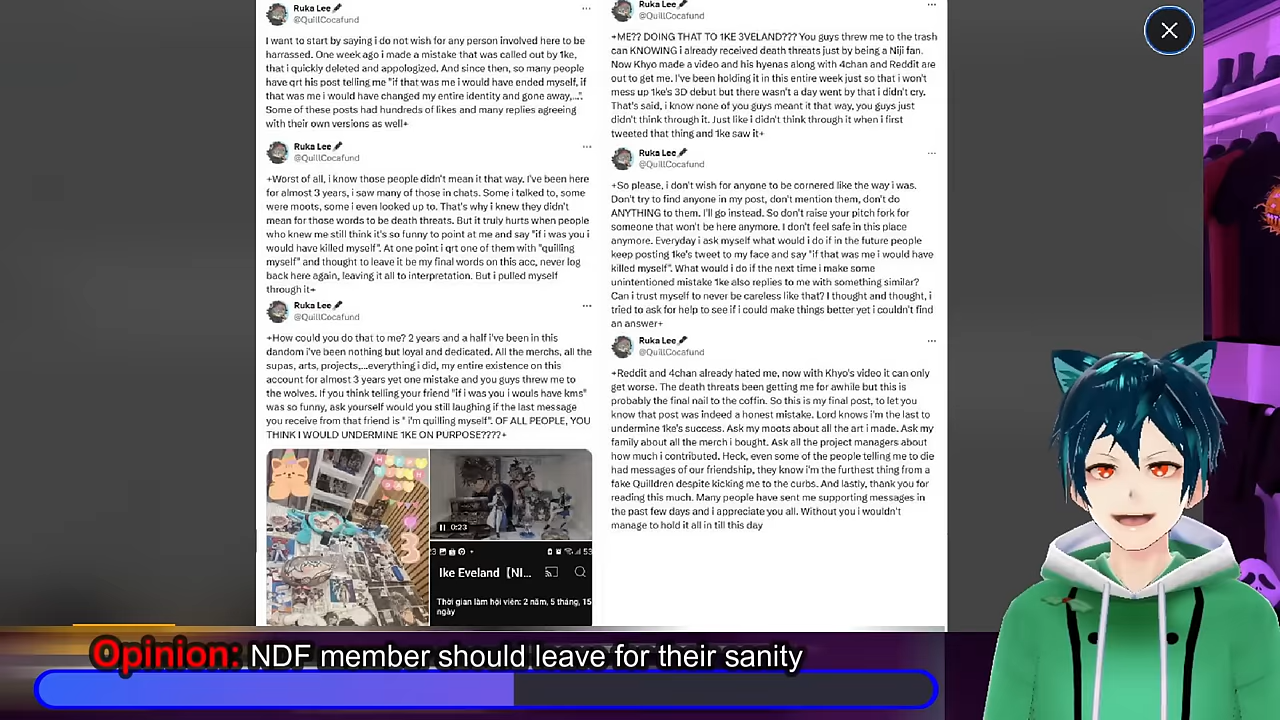 Ruka Lee🖋
@QuillCocafund
I want to start by saying i do not wish for any person involved here to be
harrassed. One week ago i made a mistake that was called out by 1ke,
that i quickly deleted and appologized. And since then, so many people
have qrt his post telling me "if that was me i would have ended myself, if
that was me i would have changed my entire identity and gone away,...".
Some of these posts had hundreds of likes and many replies agreeing
with their own versions as well+
Ruka Lee🖋
@QuillCocafund
+Worst of all, i know those people didn't mean it that way. I've been here
for almost 3 years, i saw many of those in chats. Some i talked to, some
were moots, some i even looked up to. That's why i knew they didn't
mean for those words to be death threats. But it truly hurts when people
who knew me still think it's so funny to point at me and say "if i was you i
would have killed myself". At one point i qrt one of them with "quilling
myself" and thought to leave it be my final words on this acc, never log
back here again, leaving it all to interpretation. But i pulled myself
through it+
Ruka Lee🖋
@QuillCocafund
+How could you do that to me? 2 years and a half i've been in this
dandom i've been nothing but loyal and dedicated. All the merchs, all the
supas, arts, projects,...everything i did, my entire existence on this
account for almost 3 years yet one mistake and you guys threw me to
the wolves. If you think telling your friend "if i was you i wouls have kms"
was so funny, ask yourself would you still laughing if the last message
you receive from that friend is " i'm quilling myself". OF ALL PEOPLE, YOU
THINK I WOULD UNDERMINE 1KE ON PURPOSE????+
0:23
53
Ike Eveland【NI...
Thời gian làm hội viên: 2 năm, 5 tháng, 15
ngày
Ruka Lee🖋
@QuillCocafund
+ME?? DOING THAT TO 1KE 3VELAND??? You guys threw me to the trash
can KNOWING i already received death threats just by being a Niji fan.
Now Khyo made a video and his hyenas along with 4chan and Reddit are
out to get me. I've been holding it in this entire week just so that i won't
mess up 1ke's 3D debut but there wasn't a day went by that i didn't cry.
That's said, i know none of you guys meant it that way, you guys just
didn't think through it. Just like i didn't think through it when i first
tweeted that thing and 1ke saw it+
Ruka Lee🖋
@QuillCocafund
+So please, i don't wish for anyone to be cornered like the way i was.
Don't try to find anyone in my post, don't mention them, don't do
ANYTHING to them. I'll go instead. So don't raise your pitch fork for
someone that won't be here anymore. I don't feel safe in this place
anymore. Everyday i ask myself what would i do if in the future people
keep posting 1ke's tweet to my face and say "if that was me i would have
killed myself". What would i do if the next time i make some
unintentioned mistake 1ke also replies to me with something similar?
Can i trust myself to never be careless like that? I thought and thought, i
tried to ask for help to see if i could make things better yet i couldn't find
an answer+
Ruka Lee🖋
@QuillCocafund
+Reddit and 4chan already hated me, now with Khyo's video it can only
get worse. The death threats been getting me for awhile but this is
probably the final nail to the coffin. So this is my final post, to let you
know that post was indeed a honest mistake. Lord knows i'm the last to
undermine 1ke's success. Ask my moots about all the art i made. Ask my
family about all the merch i bought. Ask all the project managers about
how much i contributed. Heck, even some of the people telling me to die
had messages of our friendship, they know i'm the furthest thing from a
fake Quilldren despite kicking me to the curbs. And lastly, thank you for
reading this much. Many people have sent me supporting messages in
the past few days and i appreciate you all. Without you i wouldn't
manage to hold it all in till this day
Opinion: NDF member should leave for their sanity